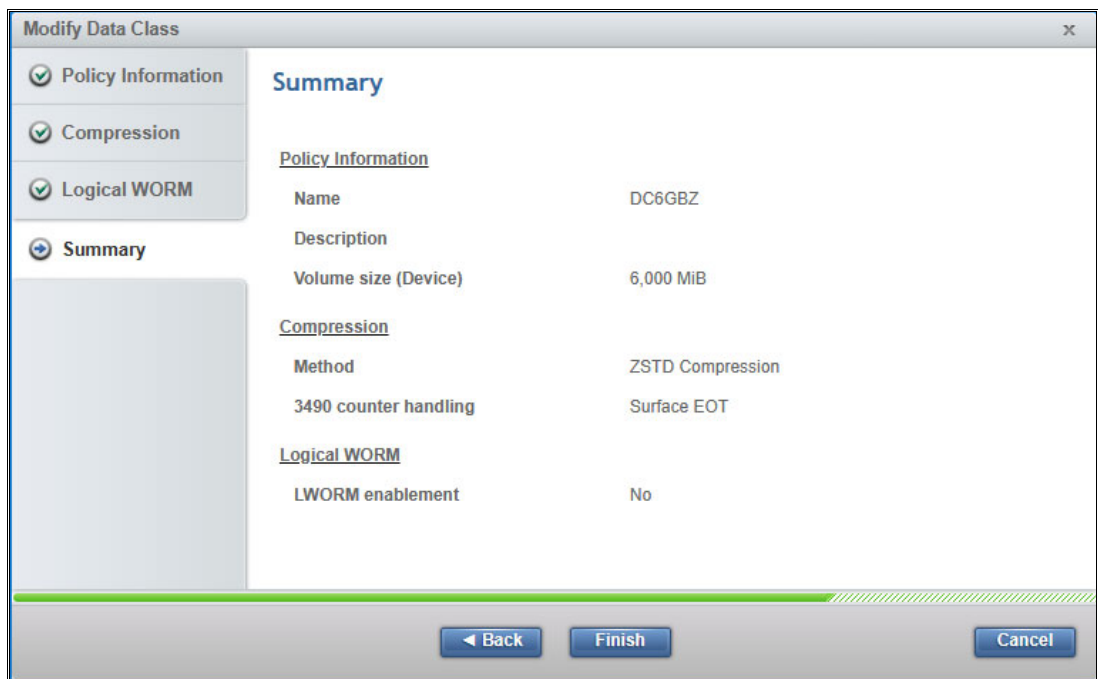 Modify Data Class
x
Policy Information
Compression
Logical WORM
Summary
Summary
Policy Information
Name DC6GBZ
Description
Volume size (Device) 6,000 MiB
Compression
Method ZSTD Compression
3490 counter handling Surface EOT
Logical WORM
LWORM enablement No
Back Finish Cancel